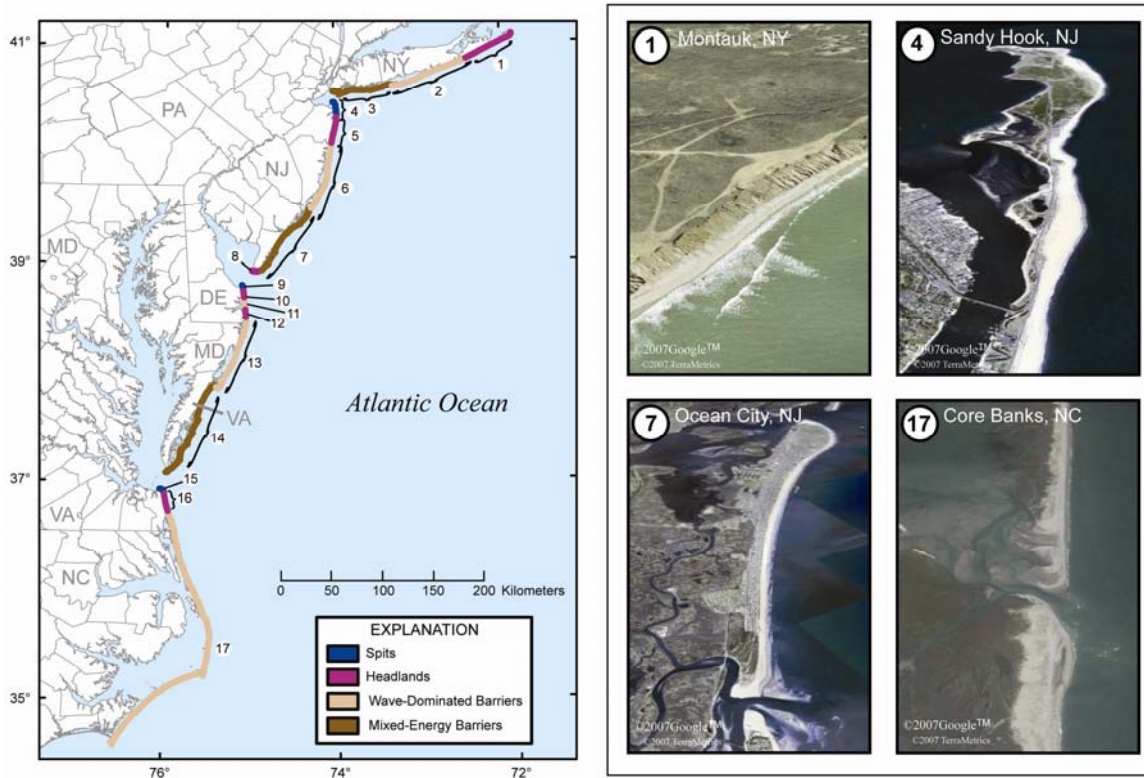 41°
39°
37°
35°
76°
74°
72°
NY
PA
NJ
MD
DE
MD
VA
VA
NC
1
2
3
4
5
6
7
8
9
10
11
12
13
14
15
16
17
Atlantic Ocean
0 50 100 150 200 Kilometers
EXPLANATION
Spits
Headlands
Wave-Dominated Barriers
Mixed-Energy Barriers
1 Montauk, NY
©2007Google™
©2007 TerraMetrics
4 Sandy Hook, NJ
©2007Google™
©2007 TerraMetrics
7 Ocean City, NJ
©2007Google™
©2007 TerraMetrics
17 Core Banks, NC
©2007Google™
©2007 TerraMetrics